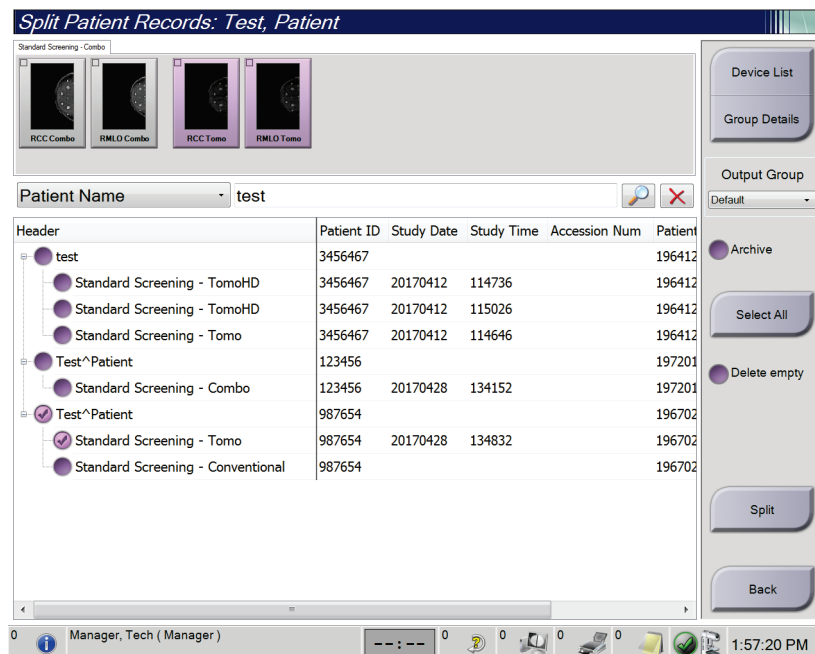 Split Patient Records: Test, Patient
Standard Screening - Combo
RCC Combo RMLO Combo RCC Tomo RMLO Tomo
Device List
Group Details
Output Group
Default
Archive
Select All
Delete empty
Split
Back
Patient Name test
Header Patient ID Study Date Study Time Accession Num Patient
test 3456467 196412
Standard Screening - TomoHD 3456467 20170412 114736 196412
Standard Screening - TomoHD 3456467 20170412 115026 196412
Standard Screening - Tomo 3456467 20170412 114646 196412
Test^Patient 123456 197201
Standard Screening - Combo 123456 20170428 134152 197201
Test^Patient 987654 196702
Standard Screening - Tomo 987654 20170428 134832 196702
Standard Screening - Conventional 987654 196702
0 Manager, Tech ( Manager ) --:-- 0 0 0 0 1:57:20 PM